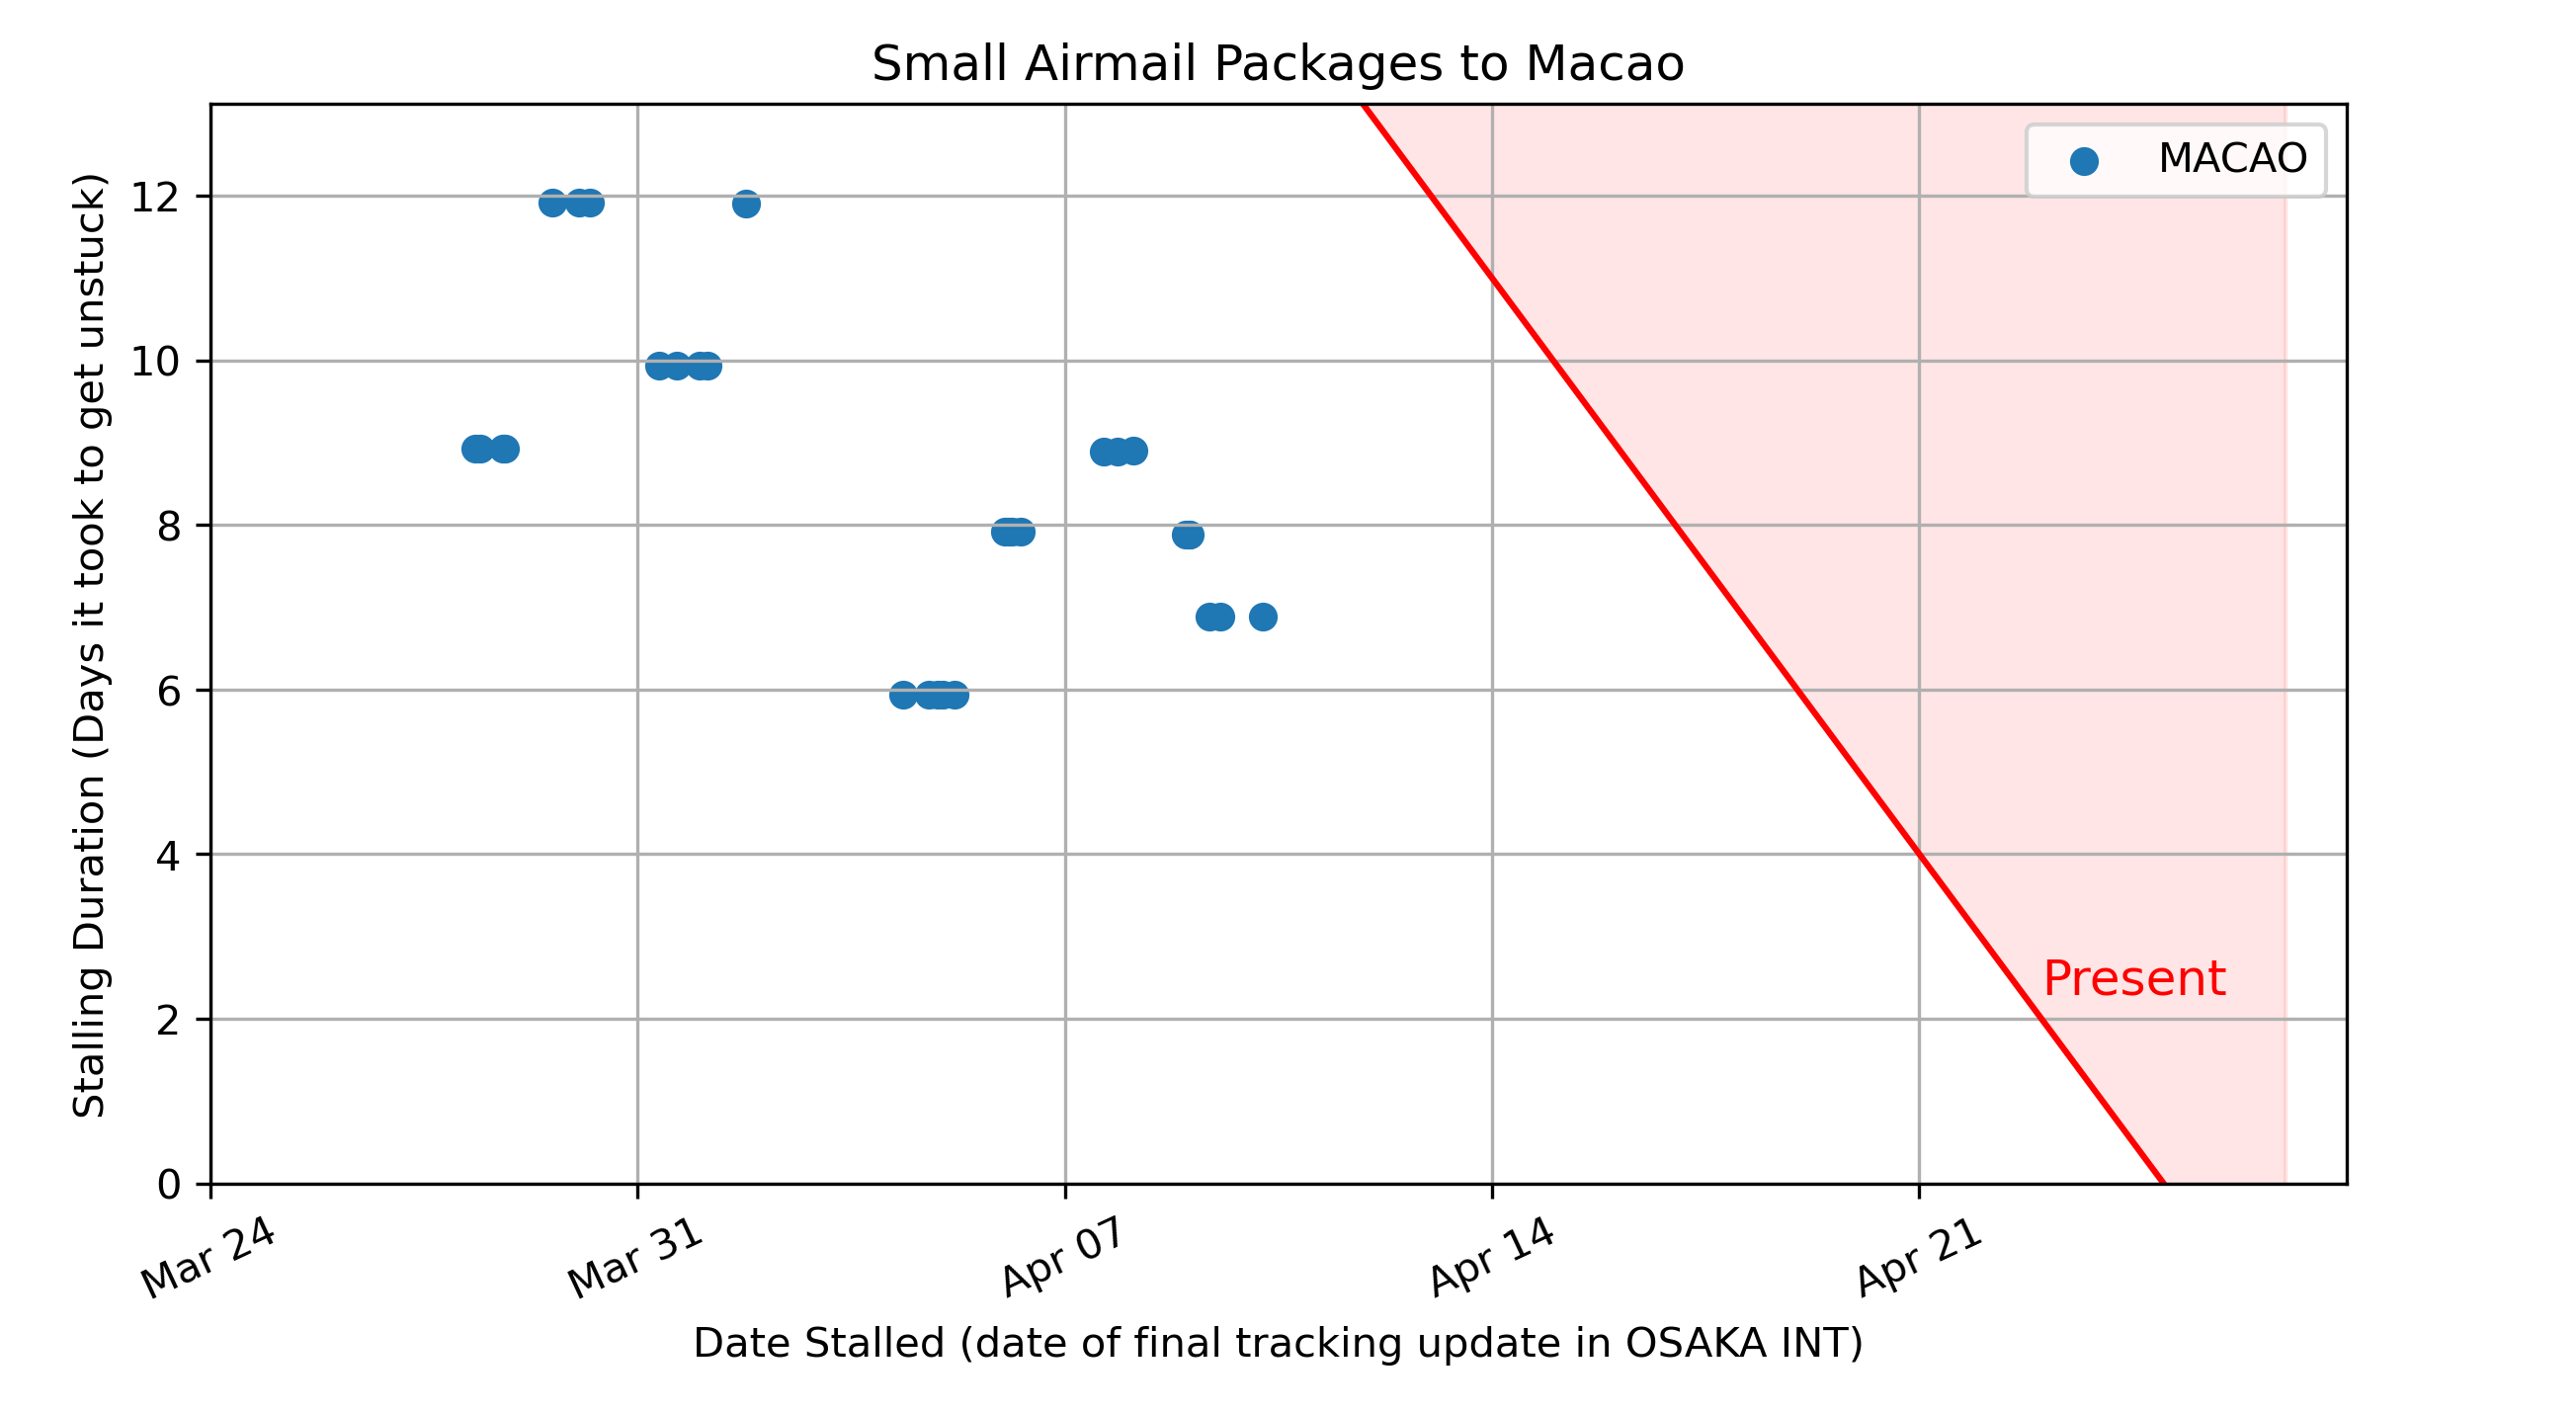 Small Airmail Packages to Macao
MACAO
Stalling Duration (Days it took to get unstuck)
12
10
8
6
4
2
0
Present
Mar 24
Mar 31
Apr 07
Apr 14
Apr 21
Date Stalled (date of final tracking update in OSAKA INT)